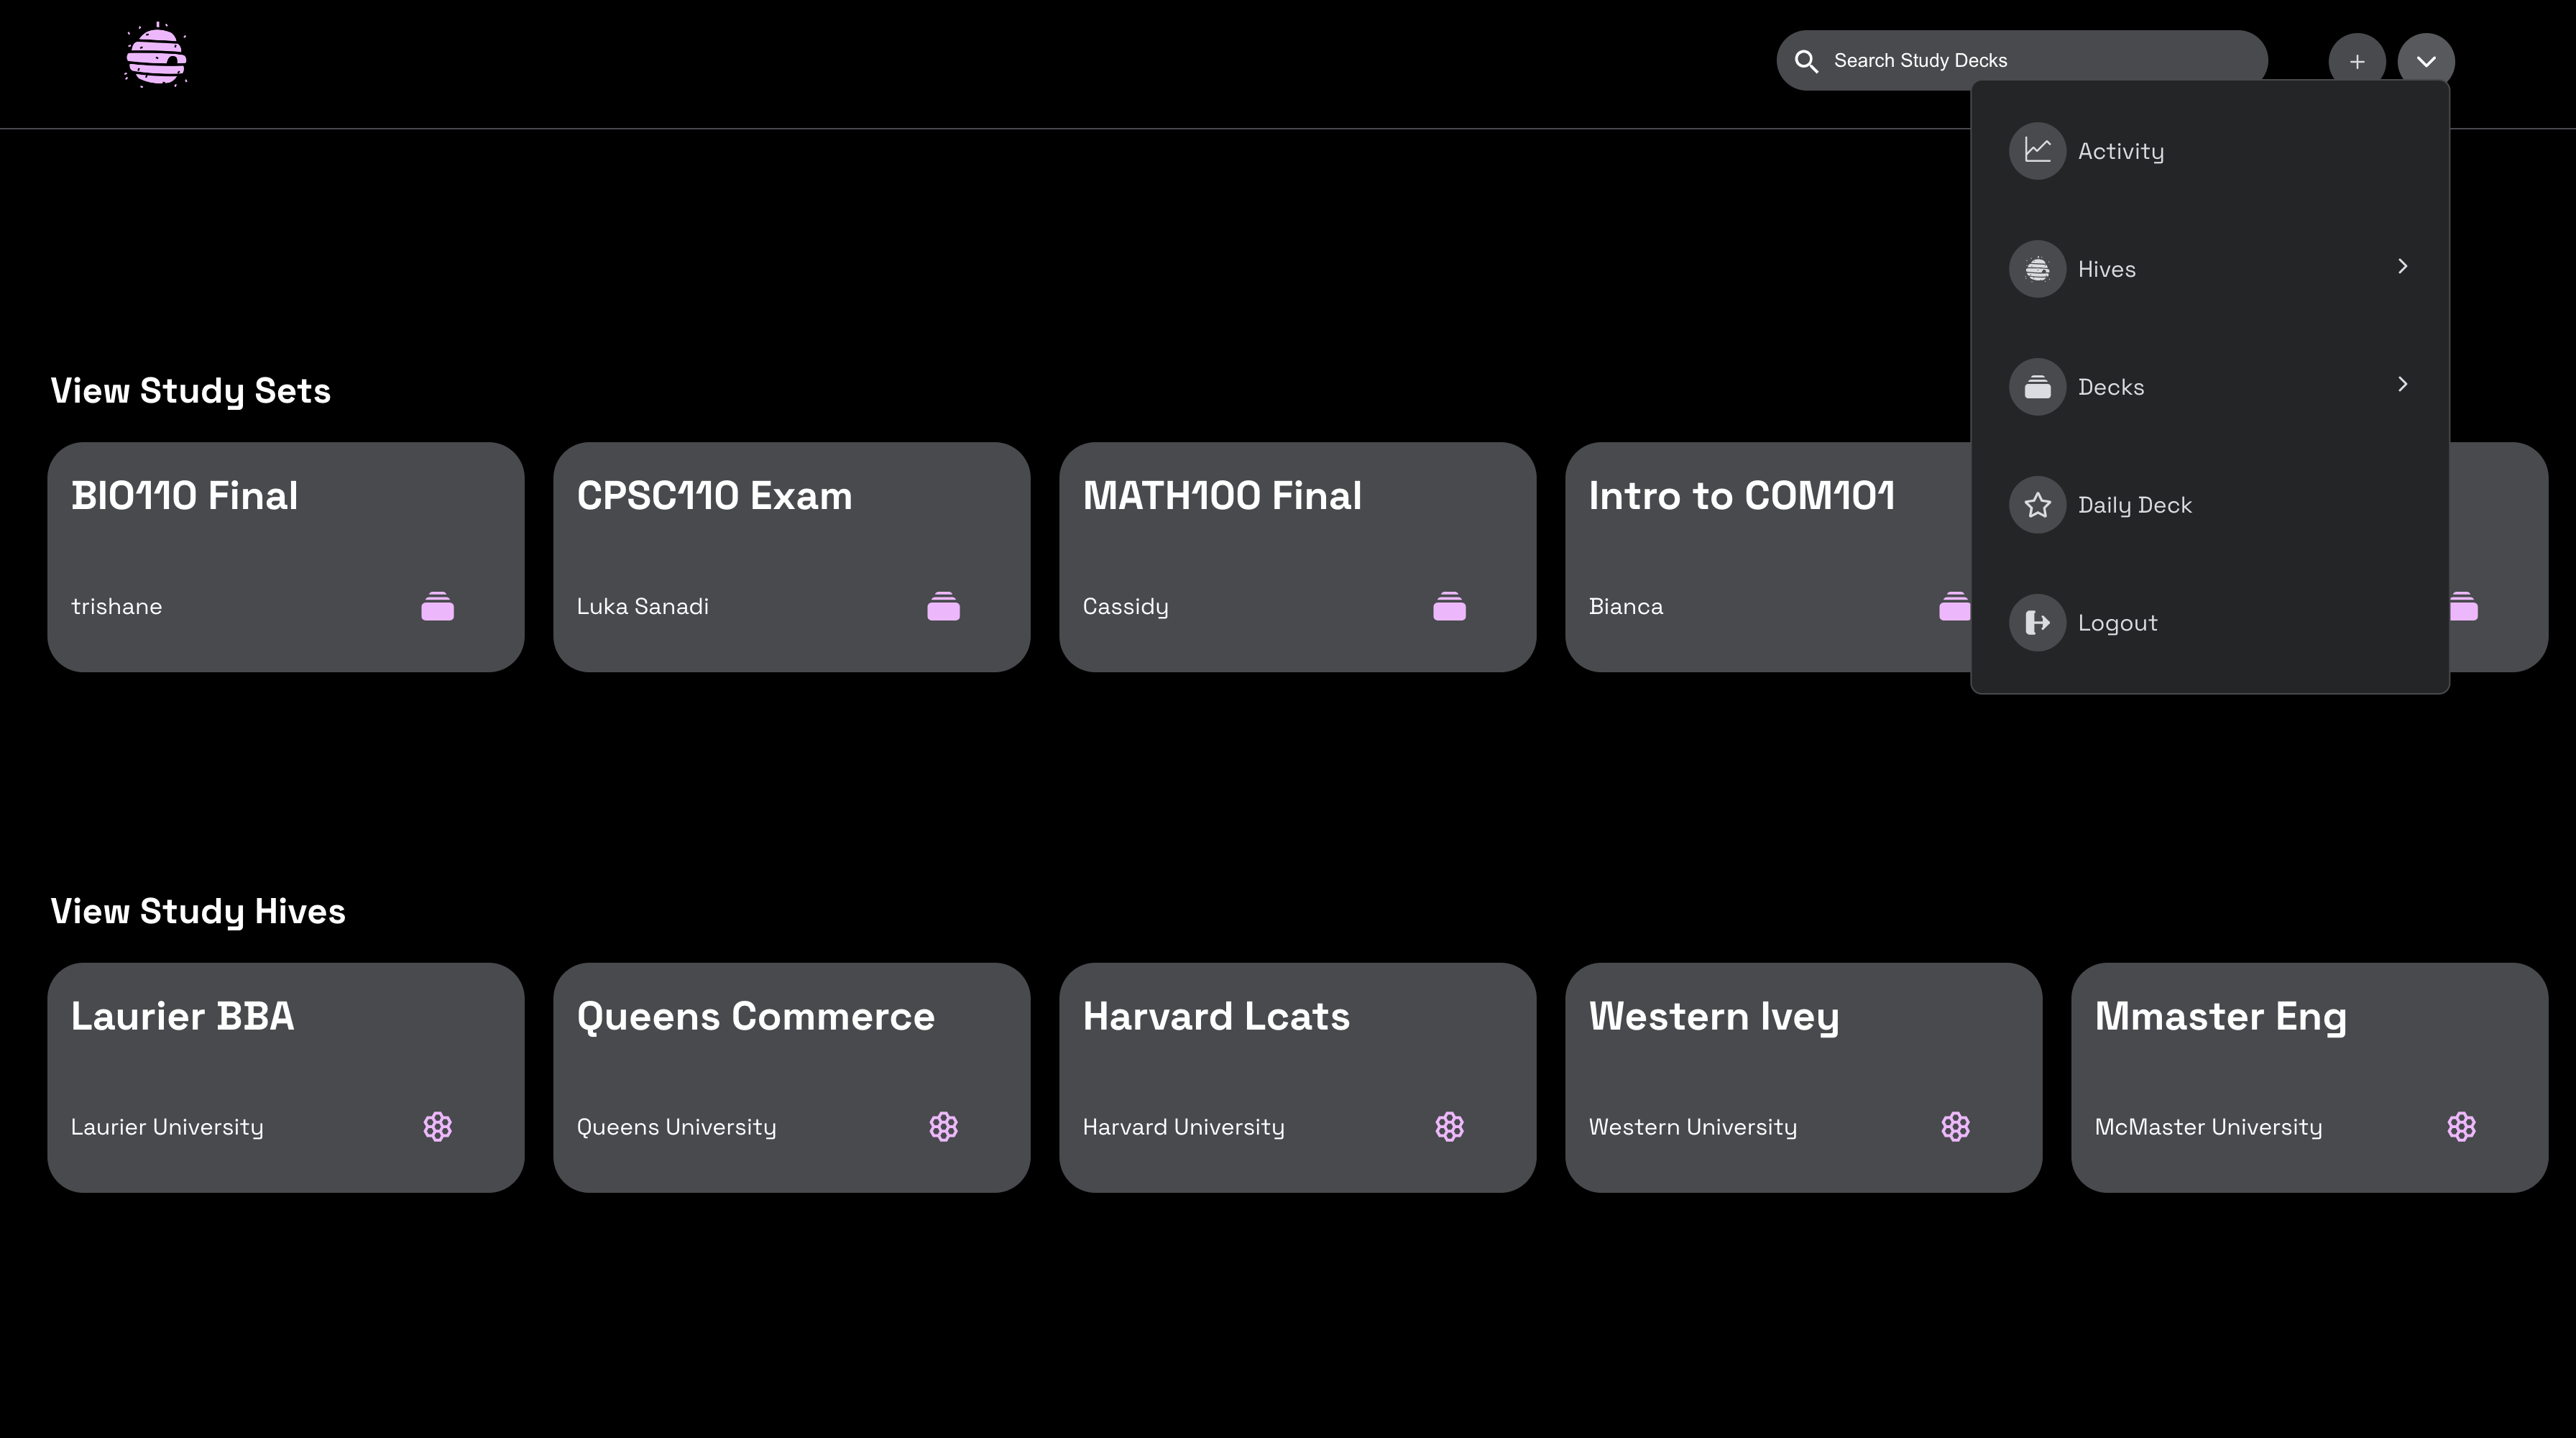 Search Study Decks
Activity
Hives
Decks
Daily Deck
Logout
View Study Sets
BIO110 Final
trishane
CPSC110 Exam
Luka Sanadi
MATH100 Final
Cassidy
Intro to COM101
Bianca
View Study Hives
Laurier BBA
Laurier University
Queens Commerce
Queens University
Harvard Lcats
Harvard University
Western Ivey
Western University
Mmaster Eng
McMaster University